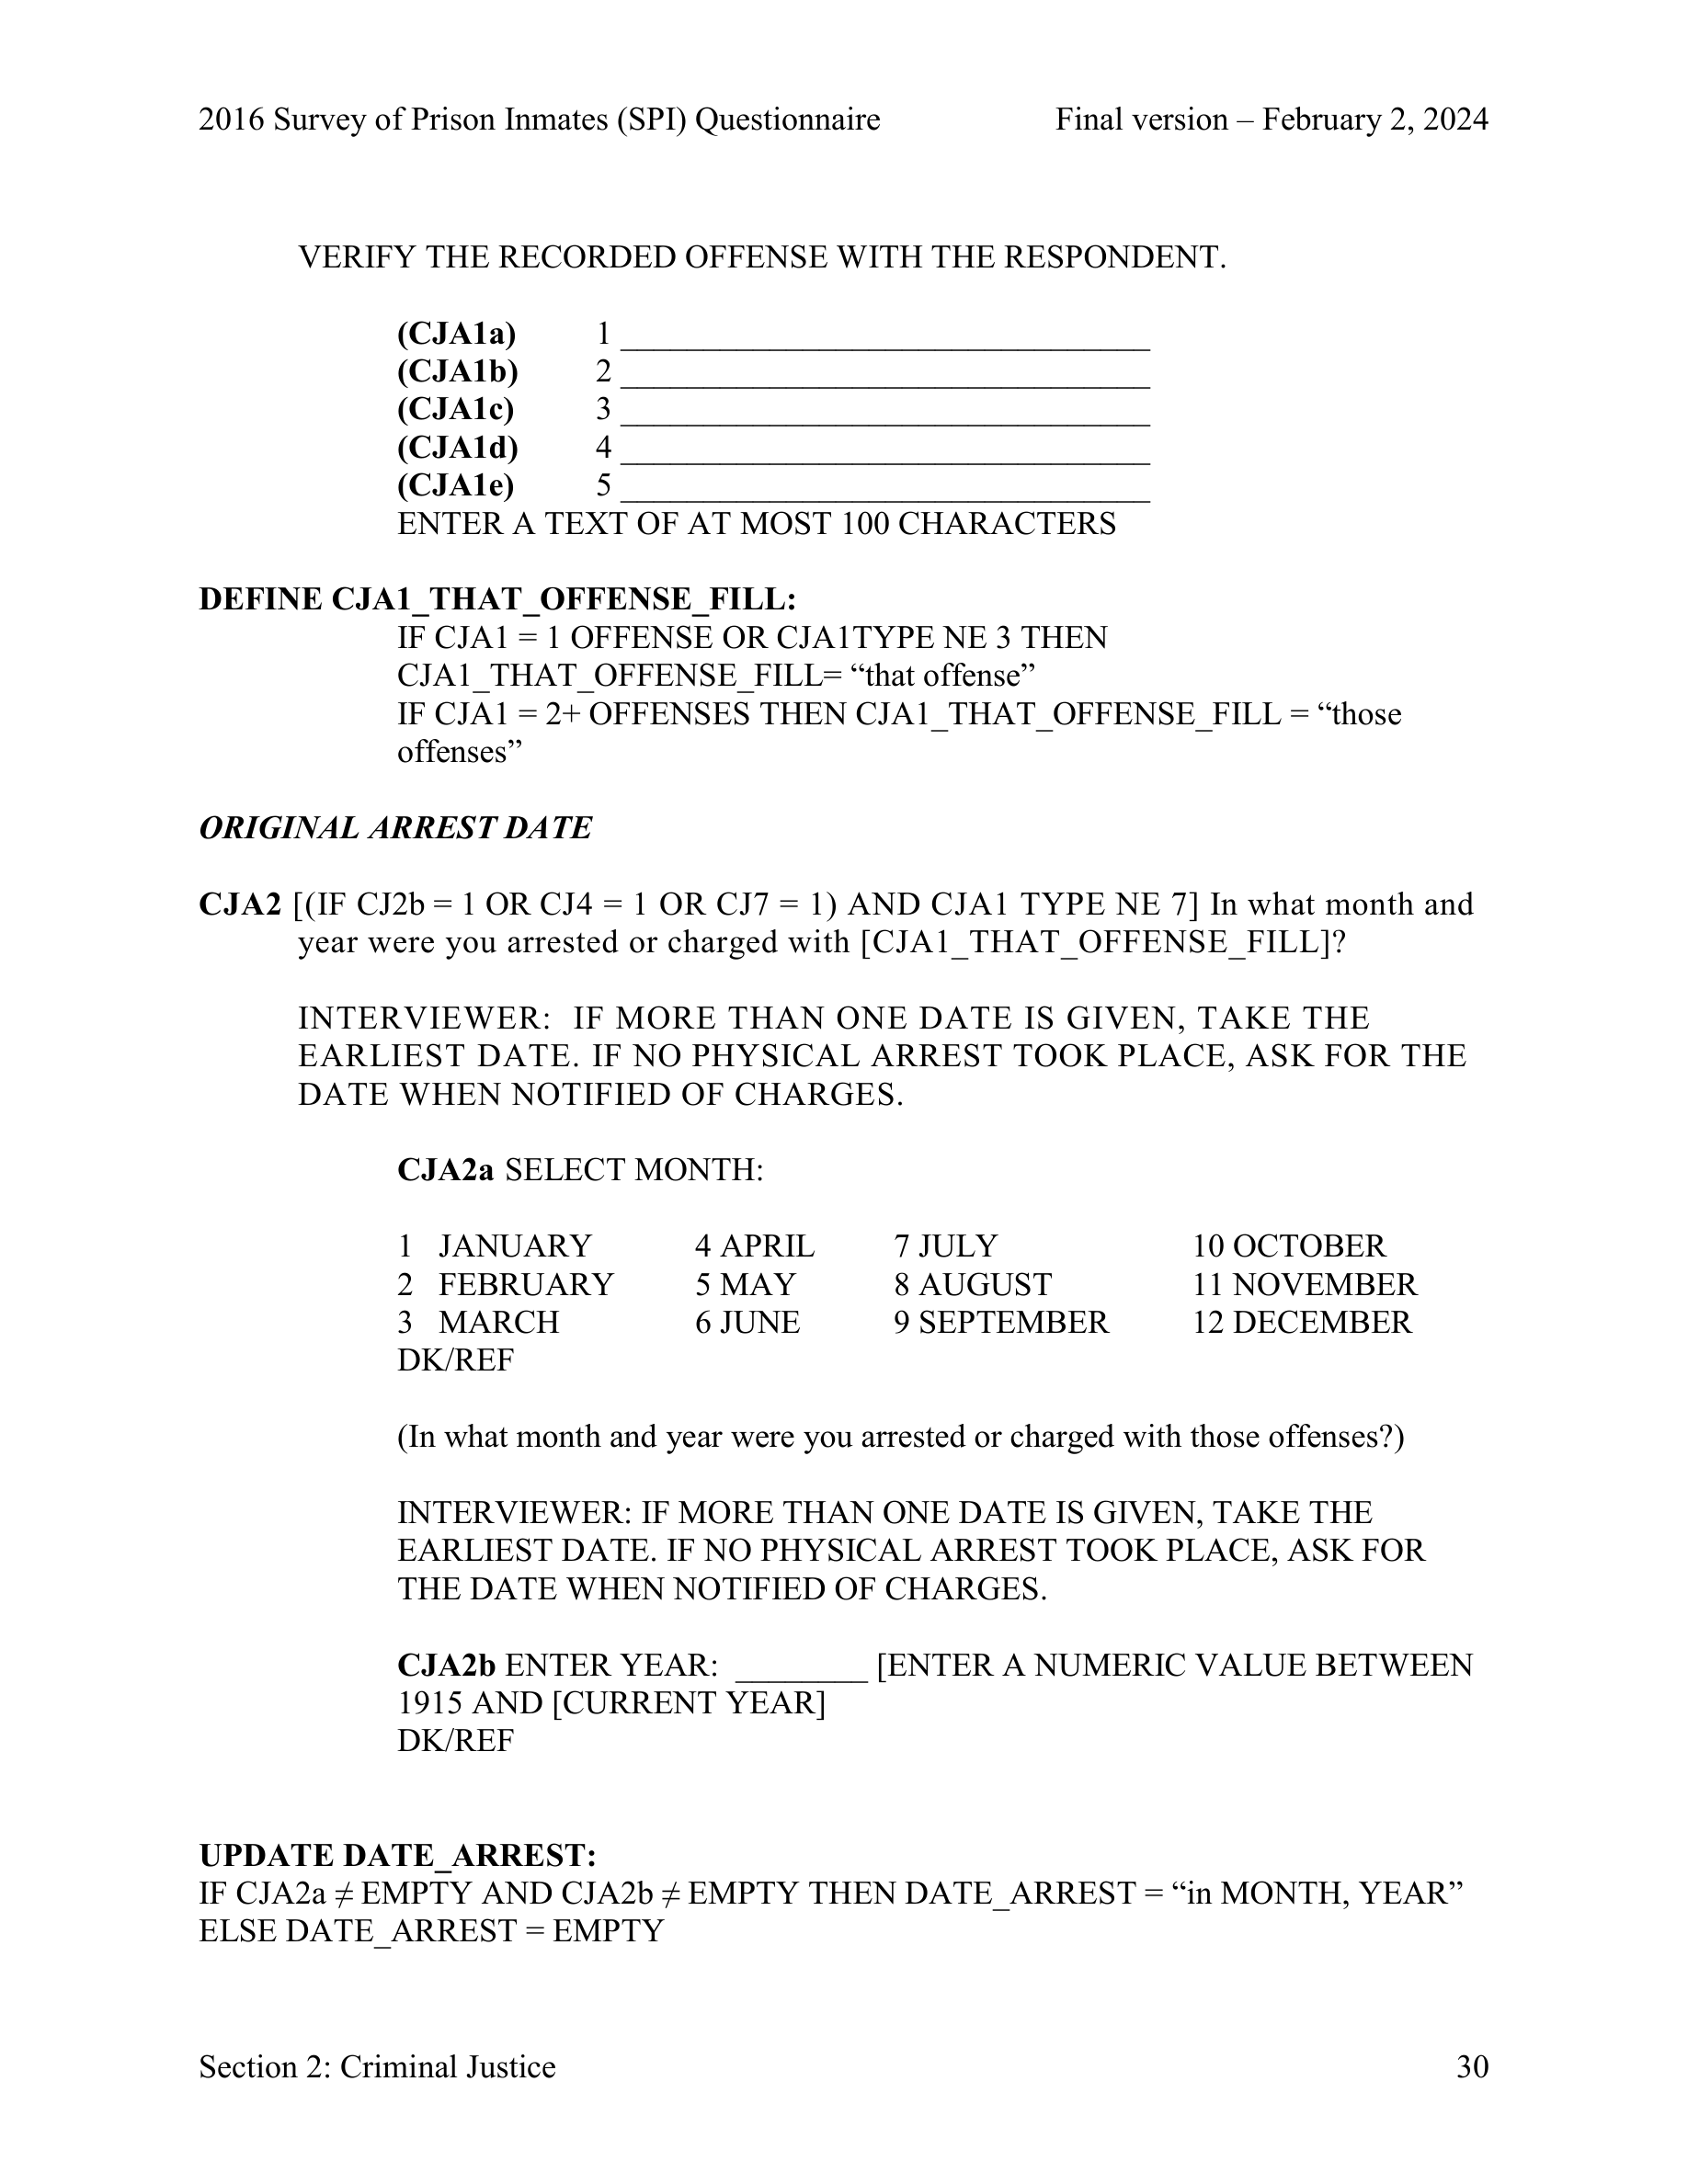 2016 Survey of Prison Inmates (SPI) Questionnaire Final version – February 2, 2024
VERIFY THE RECORDED OFFENSE WITH THE RESPONDENT.
(CJA1a) 1 ________________________________
(CJA1b) 2 ________________________________
(CJA1c) 3 ________________________________
(CJA1d) 4 ________________________________
(CJA1e) 5 ________________________________
ENTER A TEXT OF AT MOST 100 CHARACTERS
DEFINE CJA1_THAT_OFFENSE_FILL:
IF CJA1 = 1 OFFENSE OR CJA1TYPE NE 3 THEN
CJA1_THAT_OFFENSE_FILL= “that offense”
IF CJA1 = 2+ OFFENSES THEN CJA1_THAT_OFFENSE_FILL = “those
offenses”
ORIGINAL ARREST DATE
CJA2 [(IF CJ2b = 1 OR CJ4 = 1 OR CJ7 = 1) AND CJA1 TYPE NE 7] In what month and
year were you arrested or charged with [CJA1_THAT_OFFENSE_FILL]?
INTERVIEWER: IF MORE THAN ONE DATE IS GIVEN, TAKE THE
EARLIEST DATE. IF NO PHYSICAL ARREST TOOK PLACE, ASK FOR THE
DATE WHEN NOTIFIED OF CHARGES.
CJA2a SELECT MONTH:
1 JANUARY 4 APRIL 7 JULY 10 OCTOBER
2 FEBRUARY 5 MAY 8 AUGUST 11 NOVEMBER
3 MARCH 6 JUNE 9 SEPTEMBER 12 DECEMBER
DK/REF
(In what month and year were you arrested or charged with those offenses?)
INTERVIEWER: IF MORE THAN ONE DATE IS GIVEN, TAKE THE
EARLIEST DATE. IF NO PHYSICAL ARREST TOOK PLACE, ASK FOR
THE DATE WHEN NOTIFIED OF CHARGES.
CJA2b ENTER YEAR: ________ [ENTER A NUMERIC VALUE BETWEEN
1915 AND [CURRENT YEAR]
DK/REF
UPDATE DATE_ARREST:
IF CJA2a ≠ EMPTY AND CJA2b ≠ EMPTY THEN DATE_ARREST = “in MONTH, YEAR”
ELSE DATE_ARREST = EMPTY
Section 2: Criminal Justice 30